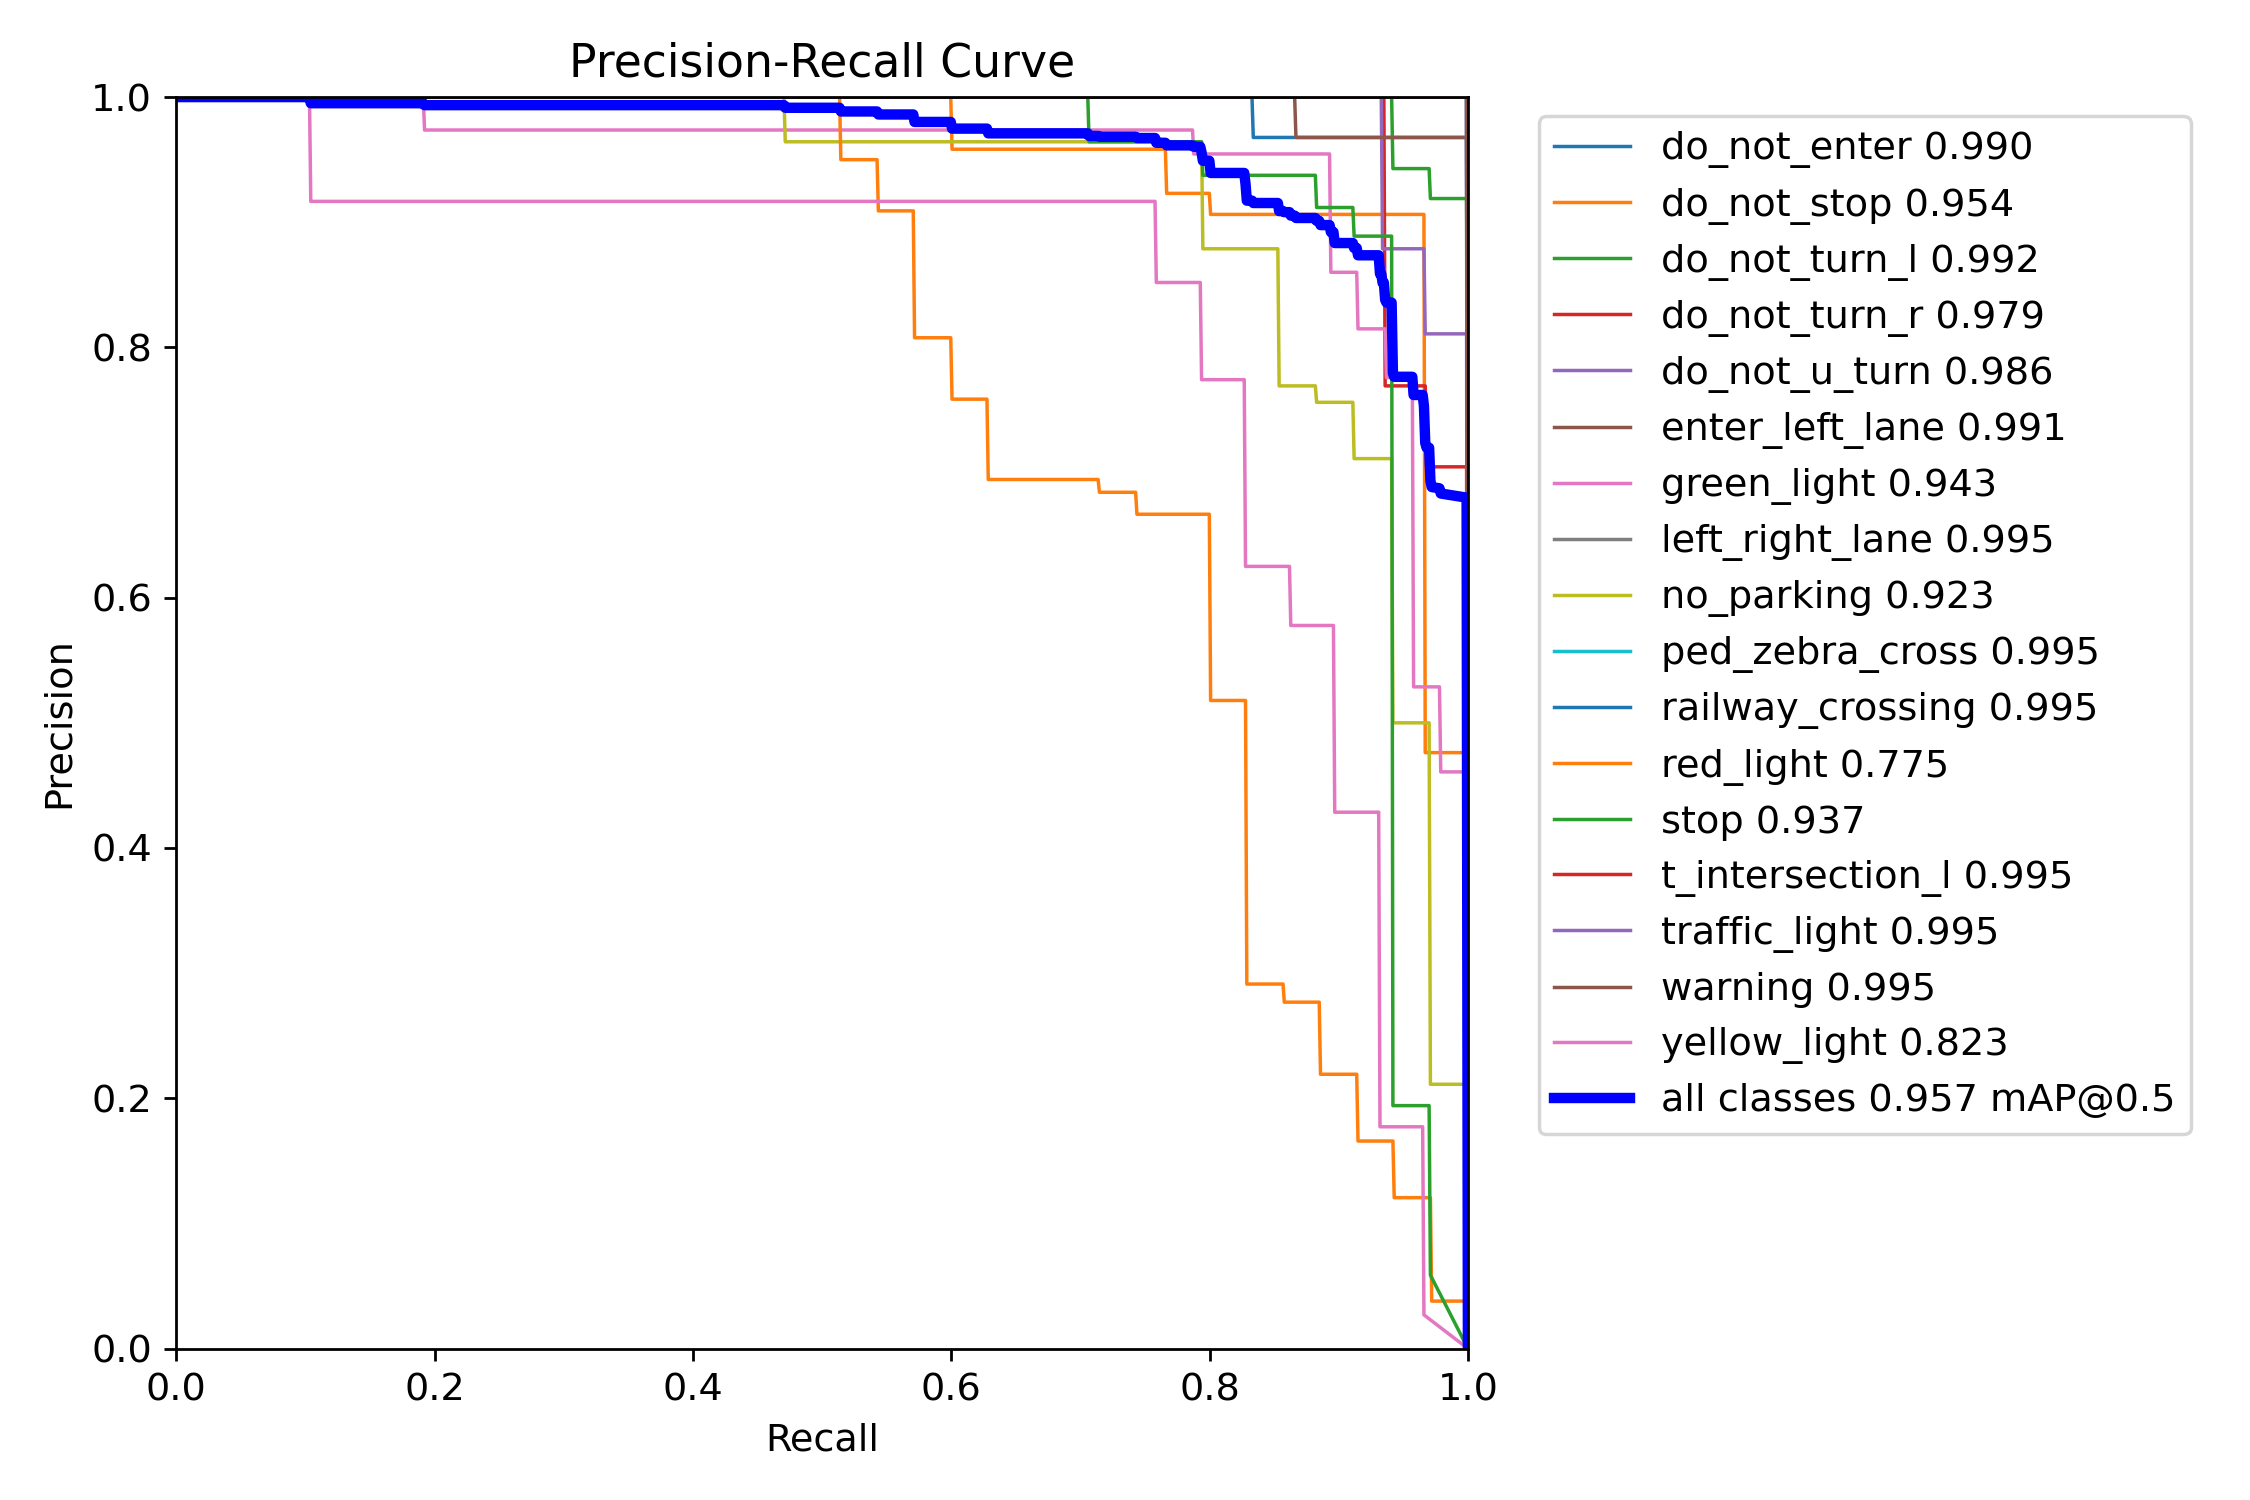 Precision-Recall Curve
1.0
0.8
0.6
0.4
0.2
0.0
Precision
0.0 0.2 0.4 0.6 0.8 1.0
Recall
do_not_enter 0.990
do_not_stop 0.954
do_not_turn_l 0.992
do_not_turn_r 0.979
do_not_u_turn 0.986
enter_left_lane 0.991
green_light 0.943
left_right_lane 0.995
no_parking 0.923
ped_zebra_cross 0.995
railway_crossing 0.995
red_light 0.775
stop 0.937
t_intersection_l 0.995
traffic_light 0.995
warning 0.995
yellow_light 0.823
all classes 0.957 mAP@0.5